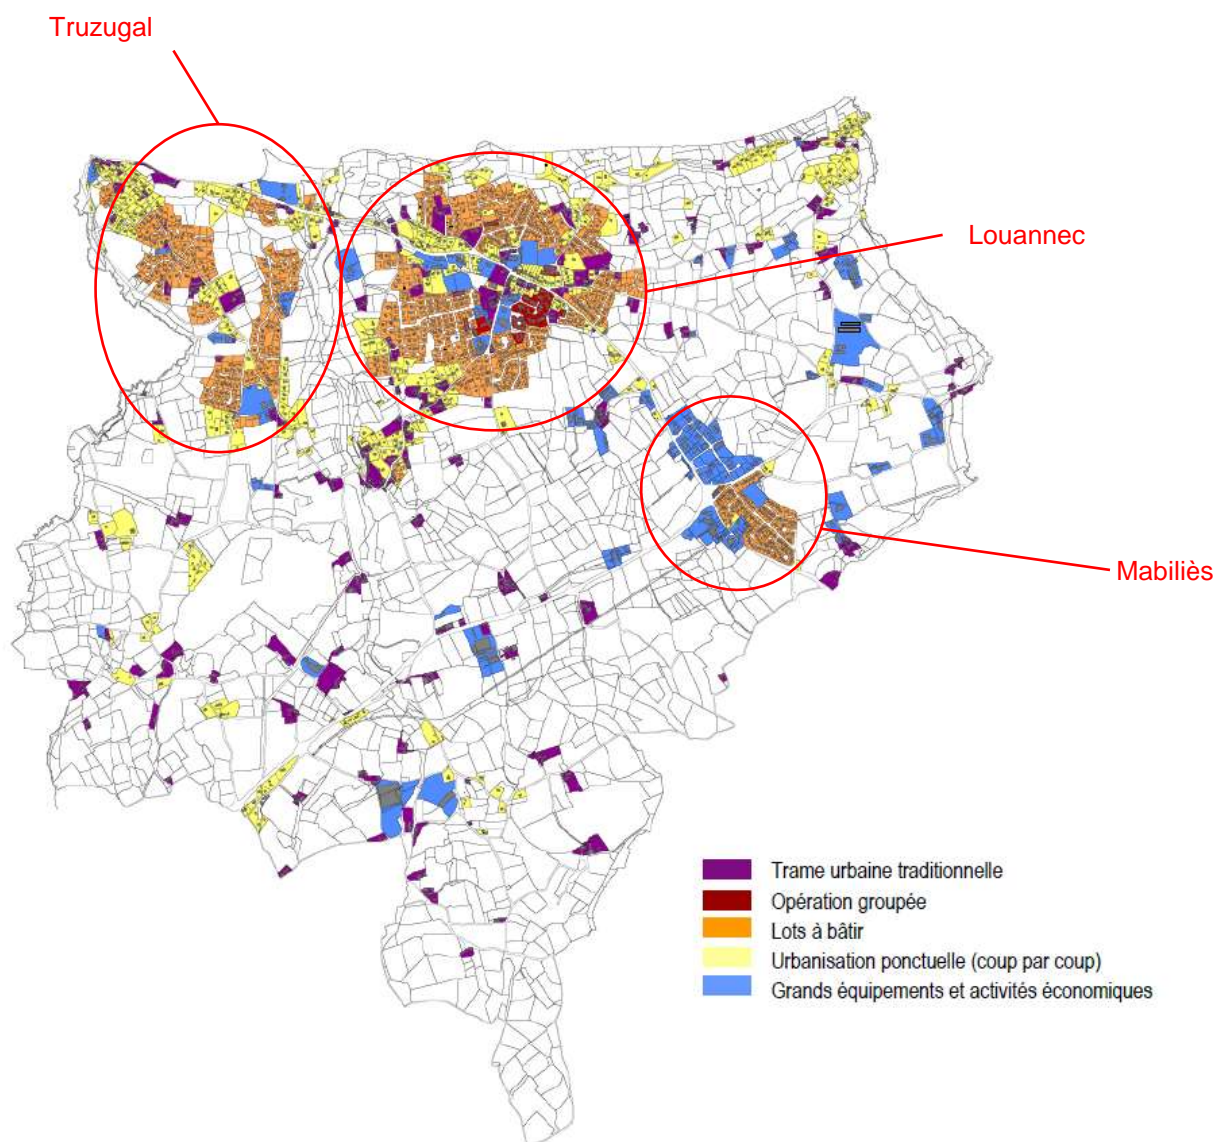 Truzugal
Louannec
Mabiliès
Trame urbaine traditionnelle
Opération groupée
Lots à bâtir
Urbanisation ponctuelle (coup par coup)
Grands équipements et activités économiques